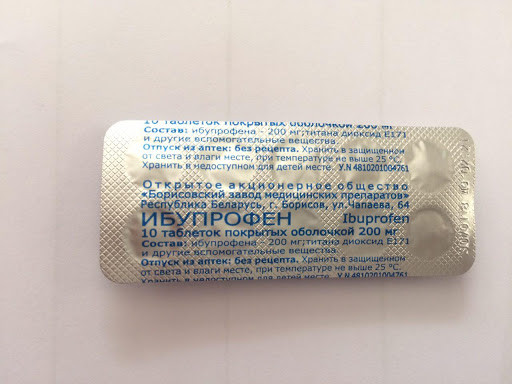 10 таблеток покрытых оболочкой 200 мг
Состав: ибупрофена - 200 мг;титана диоксид Е171
и другие вспомогательные вещества.
Отпуск из аптек: без рецепта. Хранить в защищенном
от света и влаги месте, при температуре не выше 25 °С.
Хранить в недоступном для детей месте. У.N 4810201004761
Открытое акционерное общество
«Борисовский завод медицинских препаратов»
Республика Беларусь, г. Борисов, ул.Чапаева, 64
ИБУПРОФЕН Ibuprofen
10 таблеток покрытых оболочкой 200 мг
Состав: ибупрофена - 200 мг;титана диоксид Е171
и другие вспомогательные вещества.
Отпуск из аптек: без рецепта. Хранить в защищенном
от света и влаги месте, при температуре не выше 25 °С.
Хранить в недоступном для детей месте. У.N 4810201004761